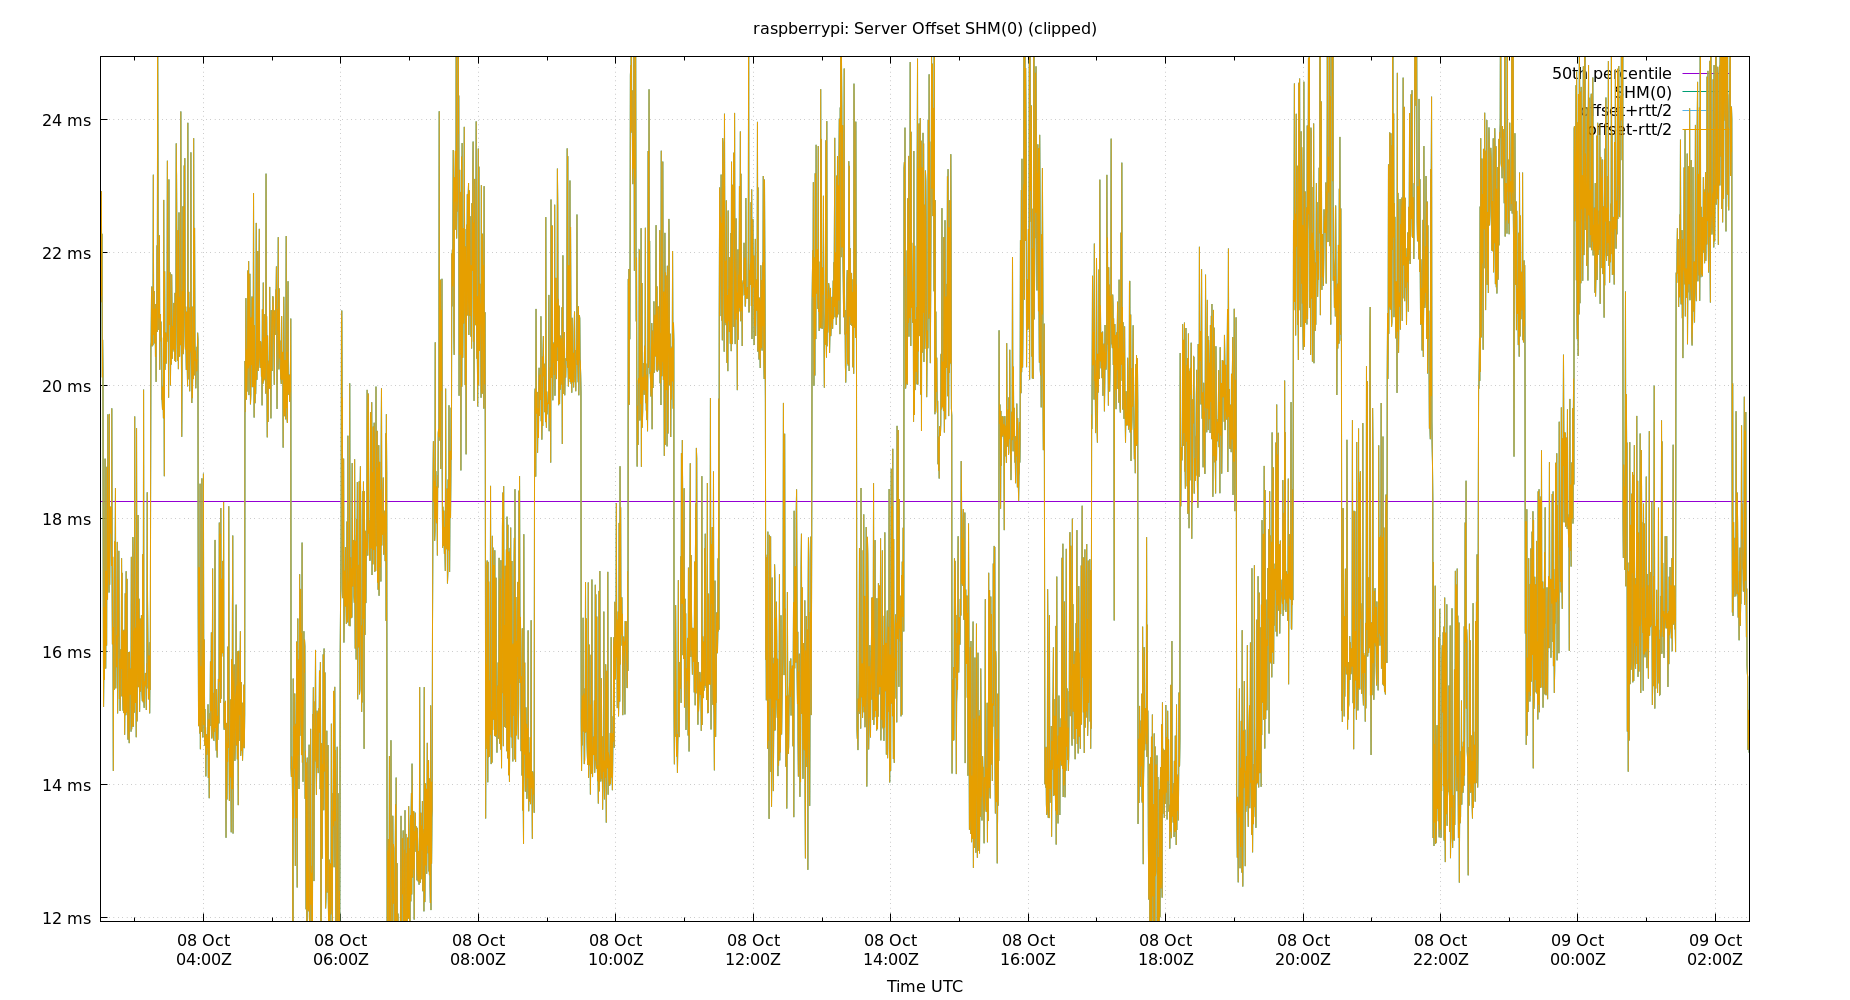 raspberrypi: Server Offset SHM(0) (clipped)
50th percentile
SHM(0)
offset+rtt/2
offset-rtt/2
24 ms
22 ms
20 ms
18 ms
16 ms
14 ms
12 ms
08 Oct 08 Oct 08 Oct 08 Oct 08 Oct 08 Oct 08 Oct 08 Oct 08 Oct 08 Oct 09 Oct 09 Oct
04:00Z 06:00Z 08:00Z 10:00Z 12:00Z 14:00Z 16:00Z 18:00Z 20:00Z 22:00Z 00:00Z 02:00Z
Time UTC